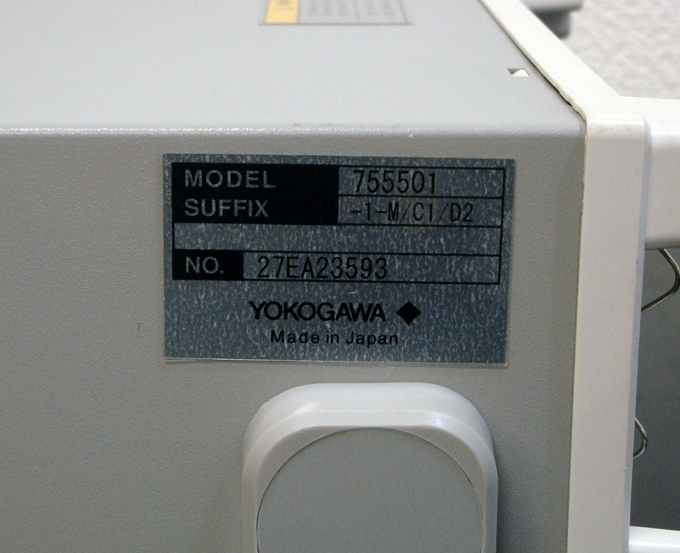 MODEL 755501
SUFFIX -1-M/C1/D2
NO. 27EA23593
YOKOGAWA
Made in Japan